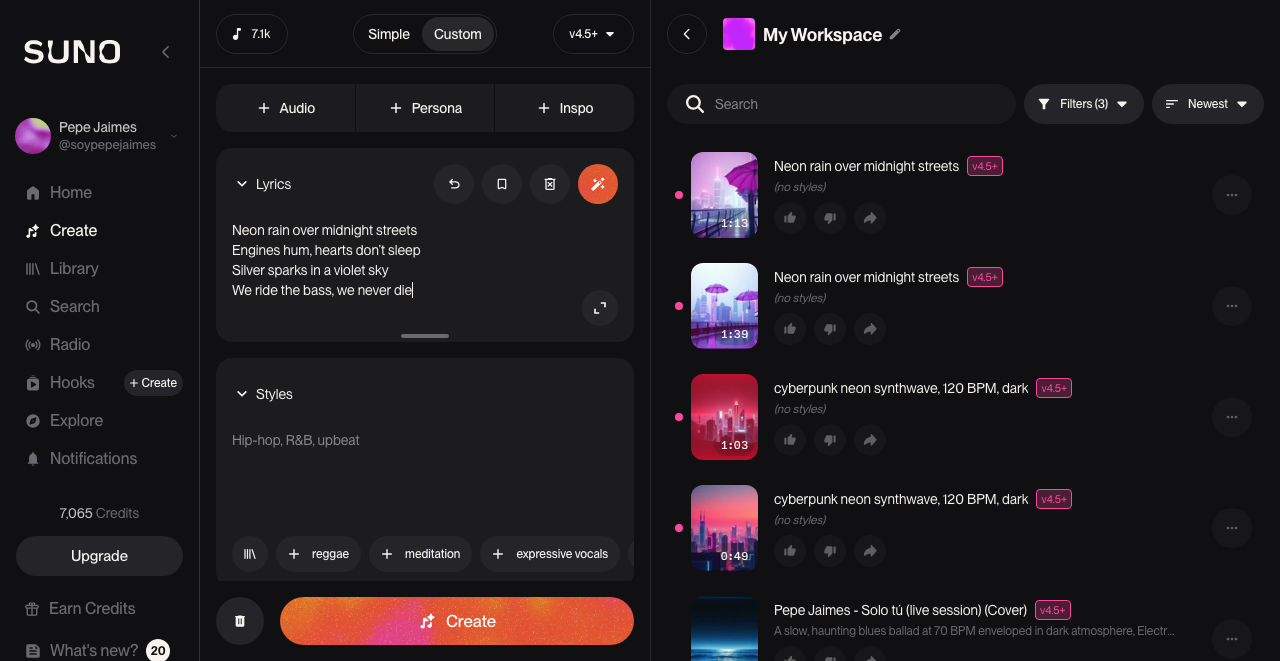 SUNO
Pepe Jaimes
@soypepejaimes
Home
Create
Library
Search
Radio
Hooks
+ Create
Explore
Notifications
7,065 Credits
Upgrade
Earn Credits
What's new? 20
7.1k
Simple
Custom
v4.5+
+ Audio
+ Persona
+ Inspo
Lyrics
Neon rain over midnight streets
Engines hum, hearts don't sleep
Silver sparks in a violet sky
We ride the bass, we never die
Styles
Hip-hop, R&B, upbeat
+ reggae
+ meditation
+ expressive vocals
Create
My Workspace
Search
Filters (3)
Newest
Neon rain over midnight streets v4.5+
(no styles)
1:13
Neon rain over midnight streets v4.5+
(no styles)
1:39
cyberpunk neon synthwave, 120 BPM, dark v4.5+
(no styles)
1:03
cyberpunk neon synthwave, 120 BPM, dark v4.5+
(no styles)
0:49
Pepe Jaimes - Solo tú (live session) (Cover) v4.5+
A slow, haunting blues ballad at 70 BPM enveloped in dark atmosphere, Electr...